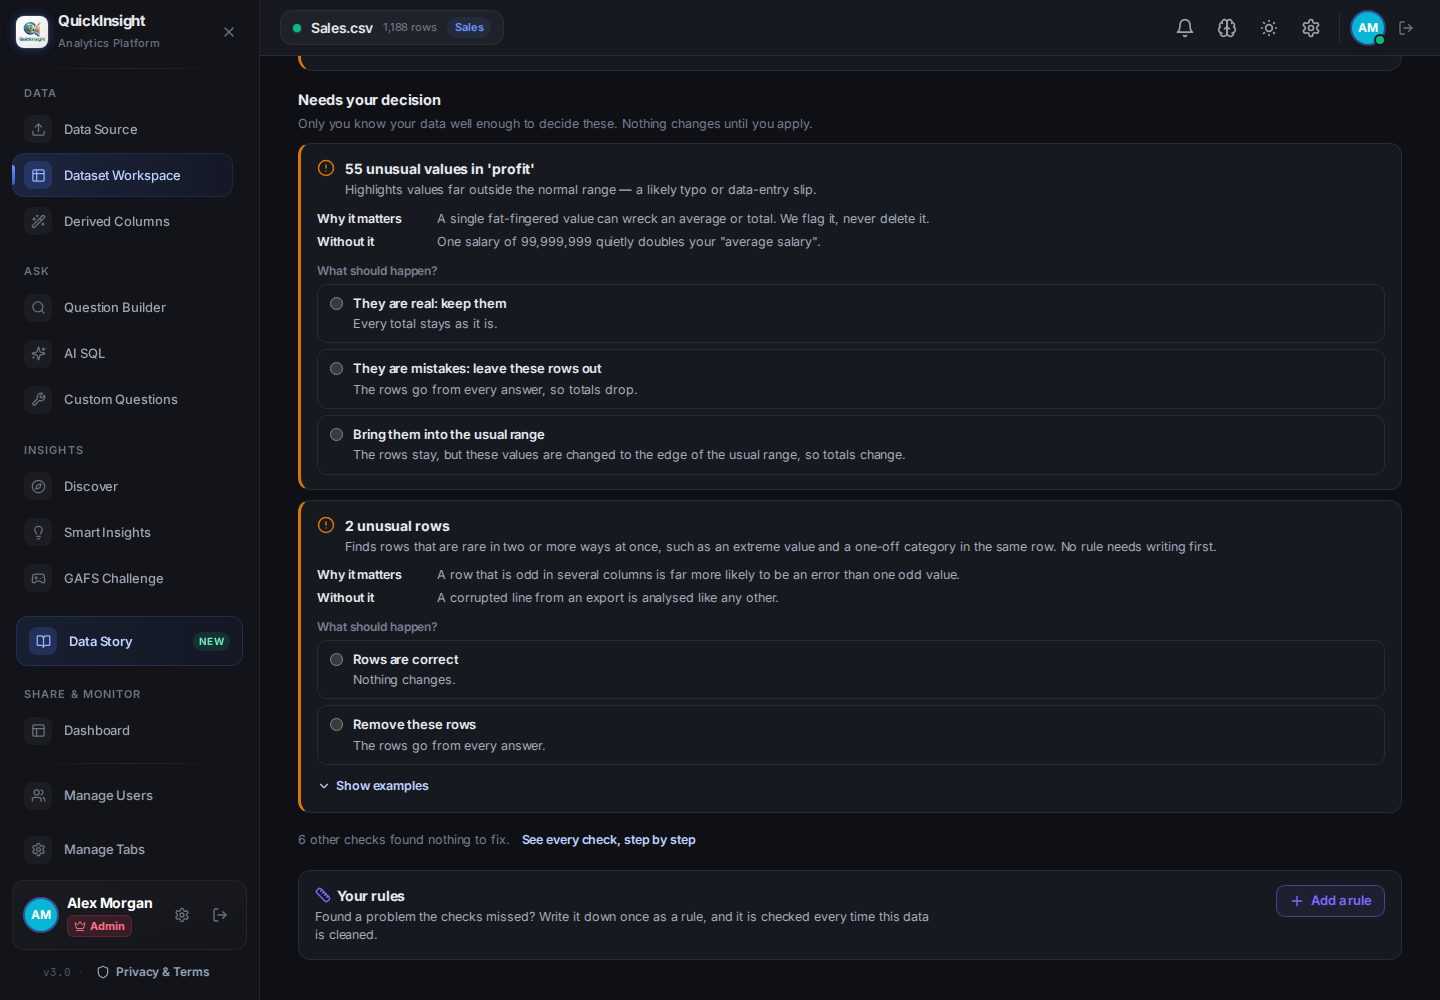 QuickInsight
Analytics Platform
DATA
Data Source
Dataset Workspace
Derived Columns
ASK
Question Builder
AI SQL
Custom Questions
INSIGHTS
Discover
Smart Insights
GAFS Challenge
Data Story
NEW
SHARE & MONITOR
Dashboard
Manage Users
Manage Tabs
AM
Alex Morgan
Admin
v3.0 · Privacy & Terms
Sales.csv 1,188 rows Sales
AM
Needs your decision
Only you know your data well enough to decide these. Nothing changes until you apply.
55 unusual values in 'profit'
Highlights values far outside the normal range — a likely typo or data-entry slip.
Why it matters A single fat-fingered value can wreck an average or total. We flag it, never delete it.
Without it One salary of 99,999,999 quietly doubles your "average salary".
What should happen?
They are real: keep them
Every total stays as it is.
They are mistakes: leave these rows out
The rows go from every answer, so totals drop.
Bring them into the usual range
The rows stay, but these values are changed to the edge of the usual range, so totals change.
2 unusual rows
Finds rows that are rare in two or more ways at once, such as an extreme value and a one-off category in the same row. No rule needs writing first.
Why it matters A row that is odd in several columns is far more likely to be an error than one odd value.
Without it A corrupted line from an export is analysed like any other.
What should happen?
Rows are correct
Nothing changes.
Remove these rows
The rows go from every answer.
Show examples
6 other checks found nothing to fix. See every check, step by step
Your rules
Found a problem the checks missed? Write it down once as a rule, and it is checked every time this data
is cleaned.
Add a rule